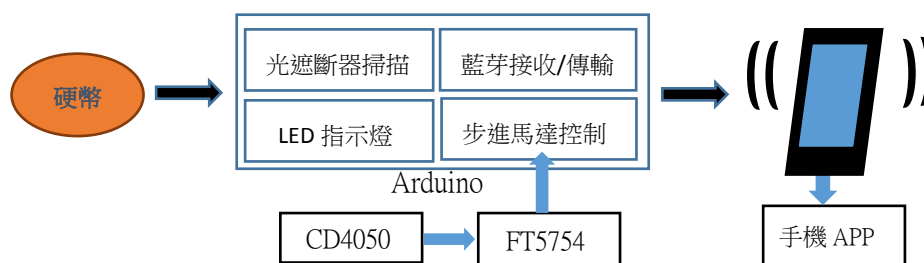 硬幣
光遮斷器掃描
藍芽接收/傳輸
LED 指示燈
步進馬達控制
Arduino
CD4050
FT5754
手機 APP